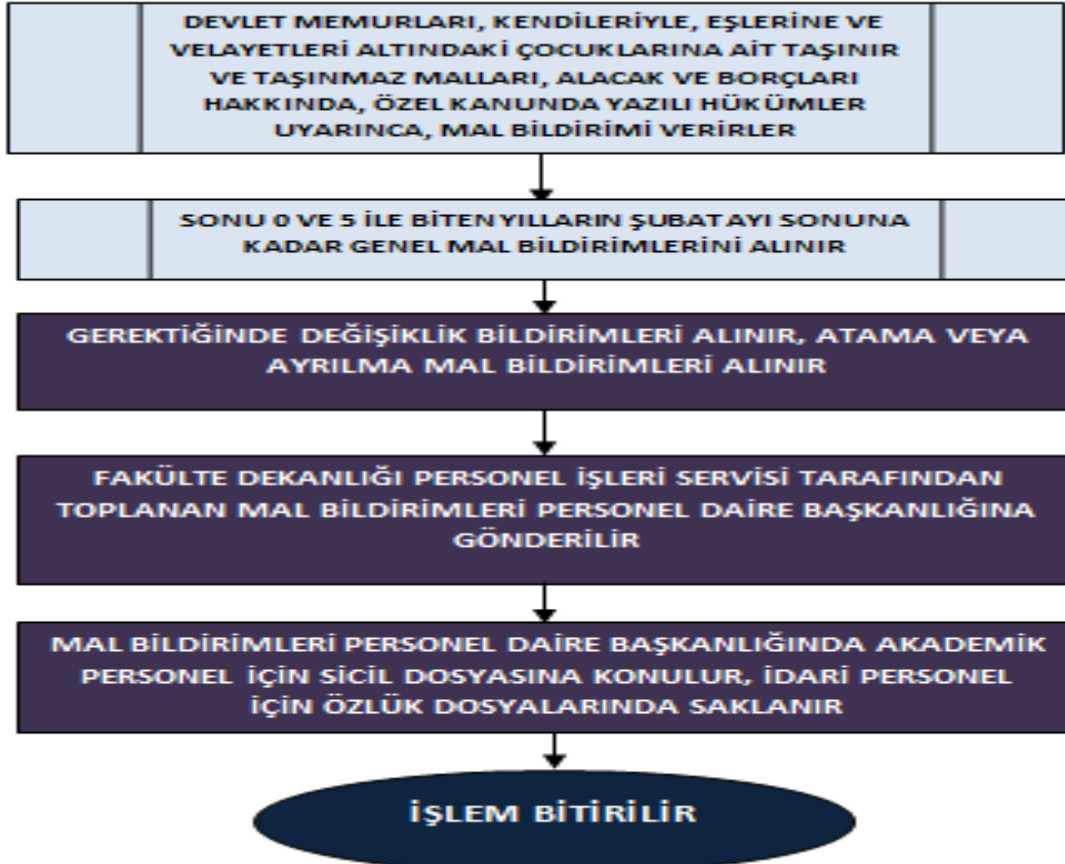 DEVLET MEMURLARI, KENDİLERİYLE, EŞLERİNE VE
VELAYETLERİ ALTINDAKİ ÇOCUKLARINA AİT TAŞINIR
VE TAŞINMAZ MALLARI, ALACAK VE BORÇLARI
HAKKINDA, ÖZEL KANUNDA YAZILI HÜKÜMLER
UYARINCA, MAL BİLDİRİMİ VERİRLER
SONU 0 VE 5 İLE BİTEN YILLARIN ŞUBAT AYI SONUNA
KADAR GENEL MAL BİLDİRİMLERİNİ ALINIR
GEREKTİĞİNDE DEĞİŞİKLİK BİLDİRİMLERİ ALINIR, ATAMA VEYA
AYRILMA MAL BİLDİRİMLERİ ALINIR
FAKÜLTE DEKANLIĞI PERSONEL İŞLERİ SERVİSİ TARAFINDAN
TOPLANAN MAL BİLDİRİMLERİ PERSONEL DAİRE BAŞKANLIĞINA
GÖNDERİLİR
MAL BİLDİRİMLERİ PERSONEL DAİRE BAŞKANLIĞINDA AKADEMİK
PERSONEL İÇİN SİCİL DOSYASINA KONULUR, İDARİ PERSONEL
İÇİN ÖZLÜK DOSYALARINDA SAKLANIR
İŞLEM BİTİRİLİR